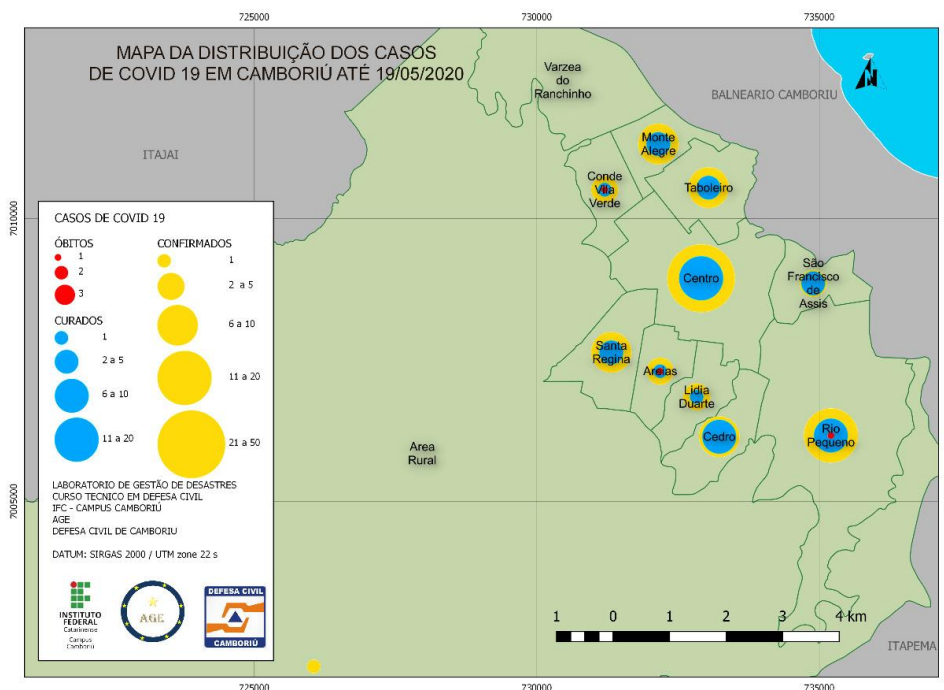 725000
730000
735000
MAPA DA DISTRIBUIÇÃO DOS CASOS
DE COVID 19 EM CAMBORIÚ ATÉ 19/05/2020
Varzea
do
Ranchinho
BALNEARIO CAMBORIU
N
ITAJAI
Monte
Alegre
Conde
Vila
Verde
Taboleiro
7010000
7010000
CASOS DE COVID 19
ÓBITOS
1
2
3
CURADOS
1
2 a 5
6 a 10
11 a 20
CONFIRMADOS
1
2 a 5
6 a 10
11 a 20
21 a 50
LABORATORIO DE GESTÃO DE DESASTRES
CURSO TECNICO EM DEFESA CIVIL
IFC - CAMPUS CAMBORIÚ
AGE
DEFESA CIVIL DE CAMBORIU
DATUM: SIRGAS 2000 / UTM zone 22 s
INSTITUTO
FEDERAL
Catarinense
Campus
Camboriú
AGE
DEFESA CIVIL
CAMBORIÚ
Centro
São
Francisco
de
Assis
Santa
Regina
Areias
Lidia
Duarte
Cedro
Rio
Pequeno
Area
Rural
7005000
7005000
1 0 1 2 3 4 km
ITAPEMA
725000
730000
735000